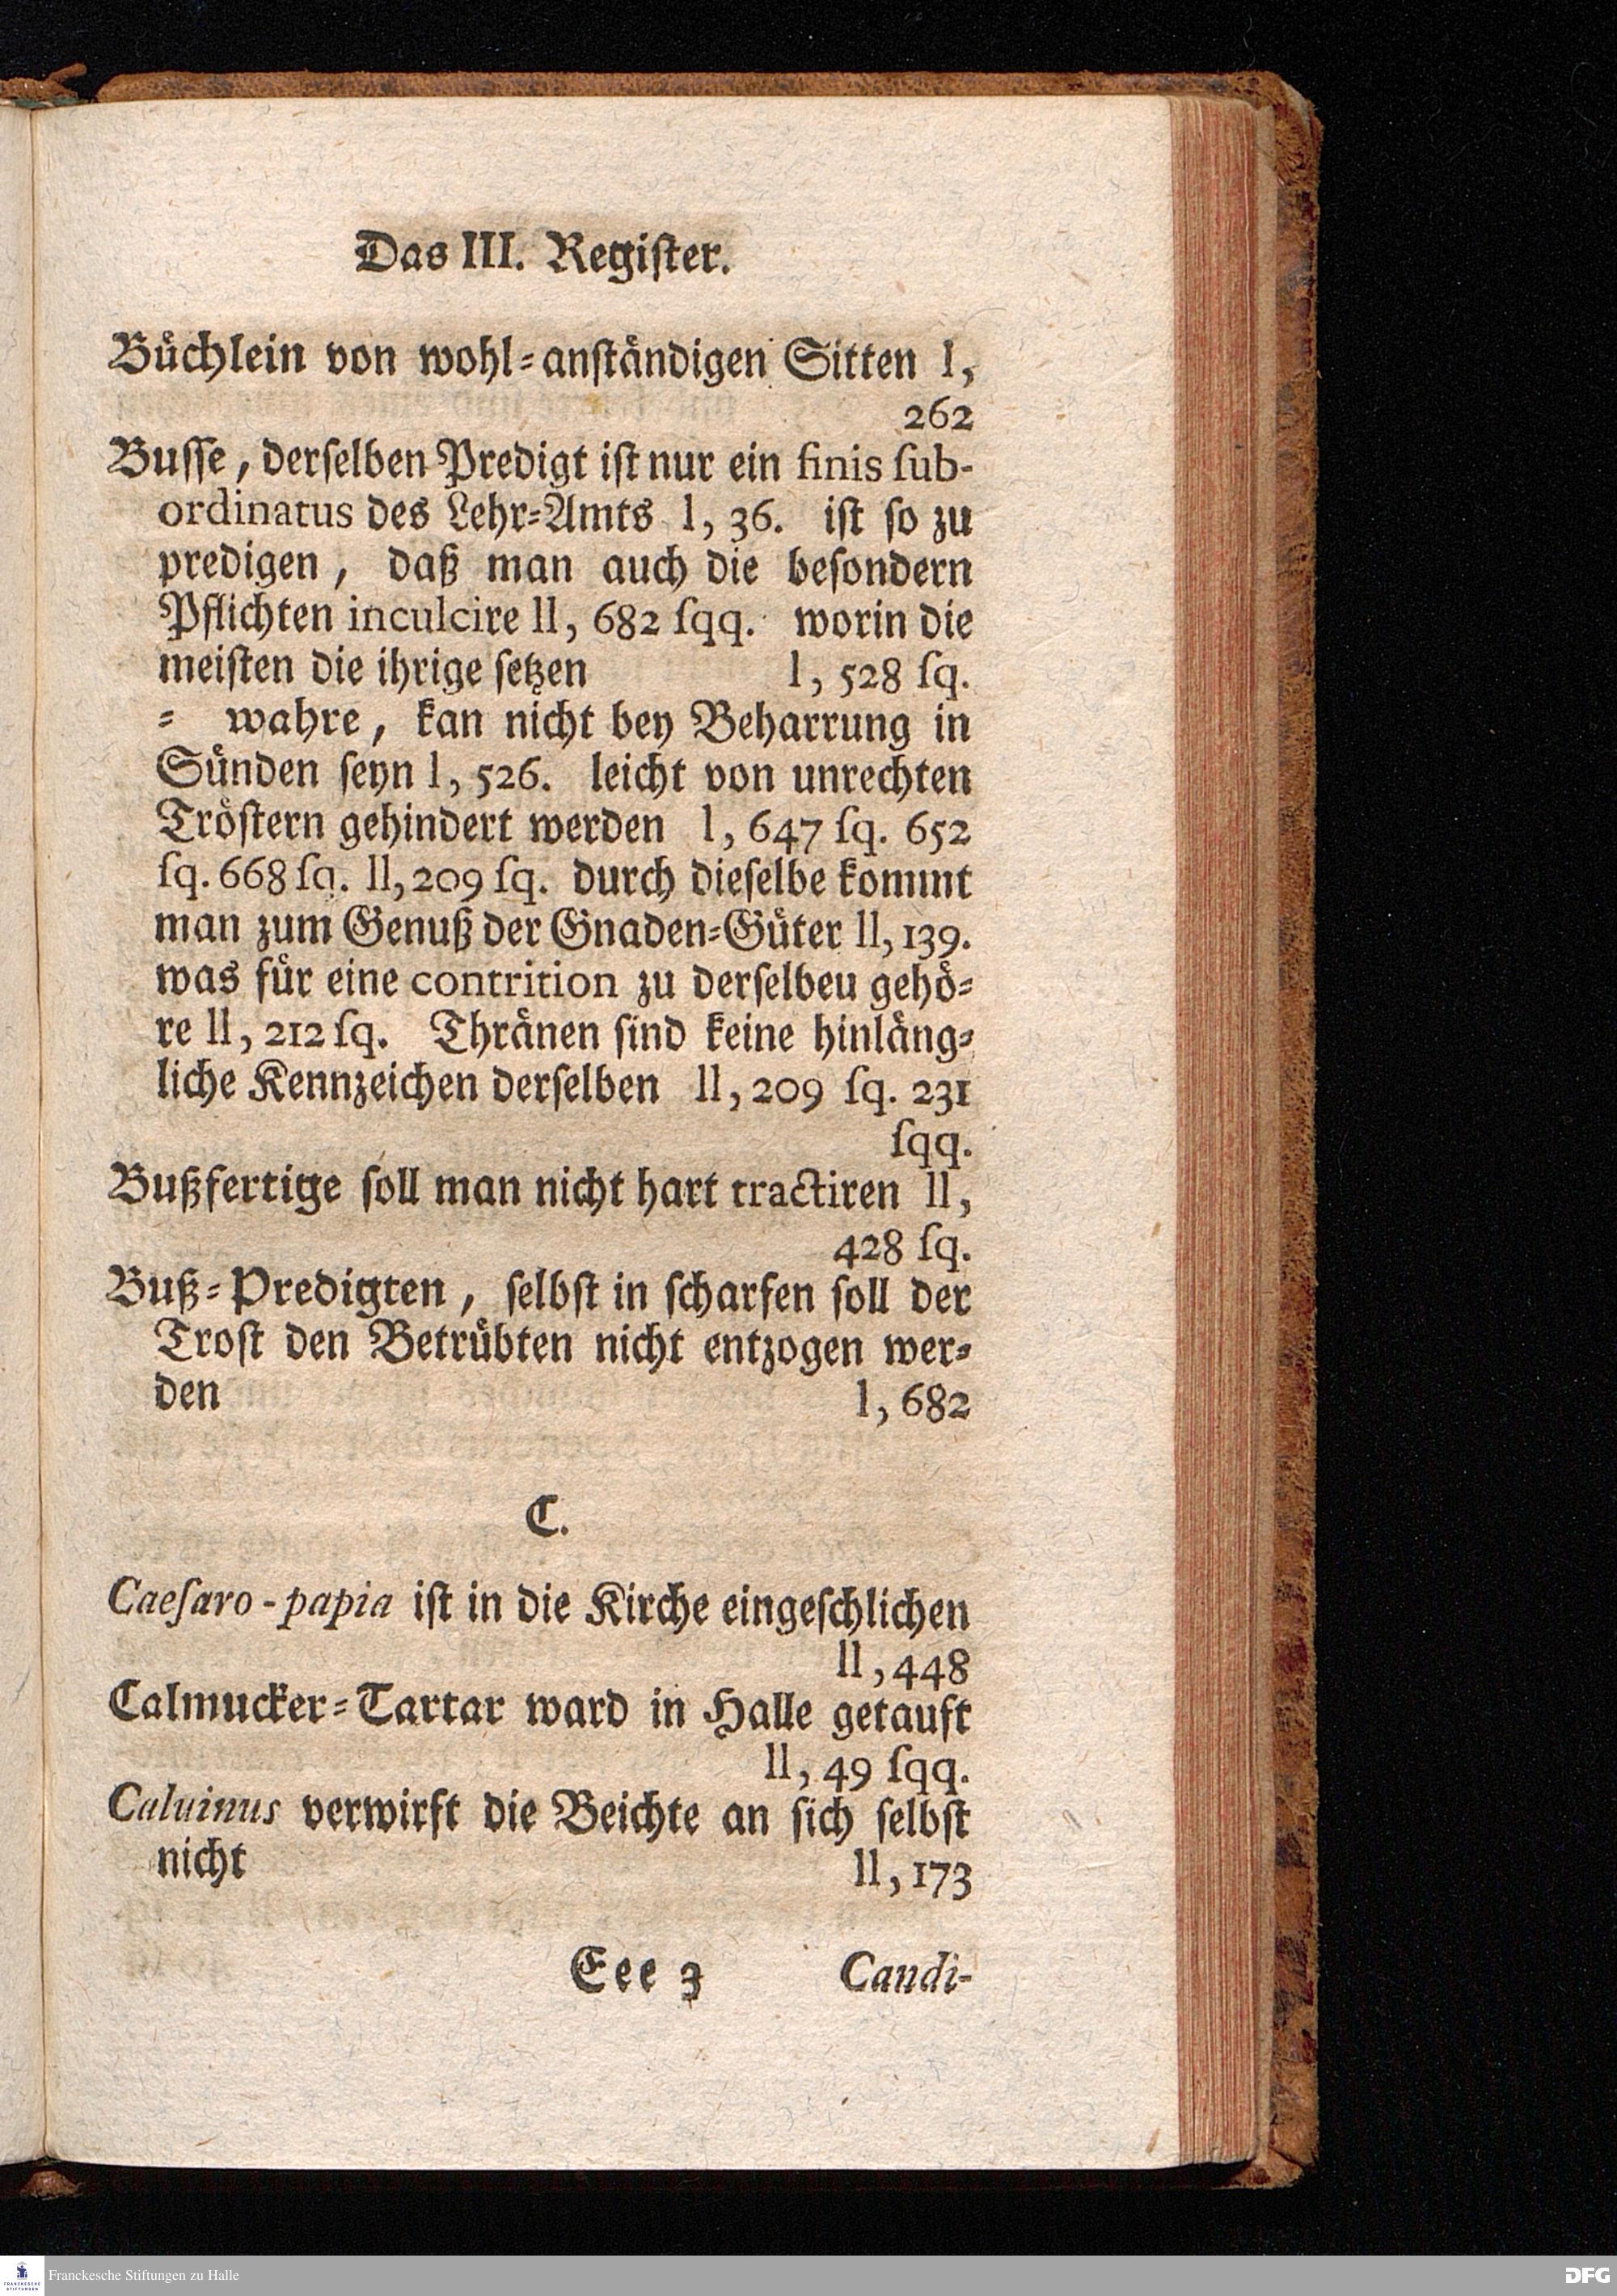 Das III. Regiſter.
Büchlein von wohl-anſtändigen Sitten I,
262
Buſſe, derſelben Predigt iſt nur ein finis ſub-
ordinatus des Lehr-Amts I, 36. iſt ſo zu
predigen, daß man auch die beſondern
Pflichten inculcire II, 682 ſqq. worin die
meiſten die ihrige ſetzen I, 528 ſq.
- wahre, kan nicht bey Beharrung in
Sünden ſeyn I, 526. leicht von unrechten
Tröſtern gehindert werden I, 647 ſq. 652
ſq. 668 ſq. II, 209 ſq. durch dieſelbe kommt
man zum Genuß der Gnaden-Güter II, 139.
was für eine contrition zu derſelbeu gehö-
re II, 212 ſq. Thränen ſind keine hinläng-
liche Kennzeichen derſelben II, 209 ſq. 231
ſqq.
Bußfertige ſoll man nicht hart tractiren II,
428 ſq.
Buß-Predigten, ſelbſt in ſcharfen ſoll der
Troſt den Betrübten nicht entzogen wer-
den I, 682
C.
Caeſaro-papia iſt in die Kirche eingeſchlichen
II, 448
Calmucker-Tartar ward in Halle getauft
II, 49 ſqq.
Caluinus verwirft die Beichte an ſich ſelbſt
nicht II, 173
Eee 3 Candi-
FRANCKESCHE STIFTUNGEN
Franckesche Stiftungen zu Halle
DFG